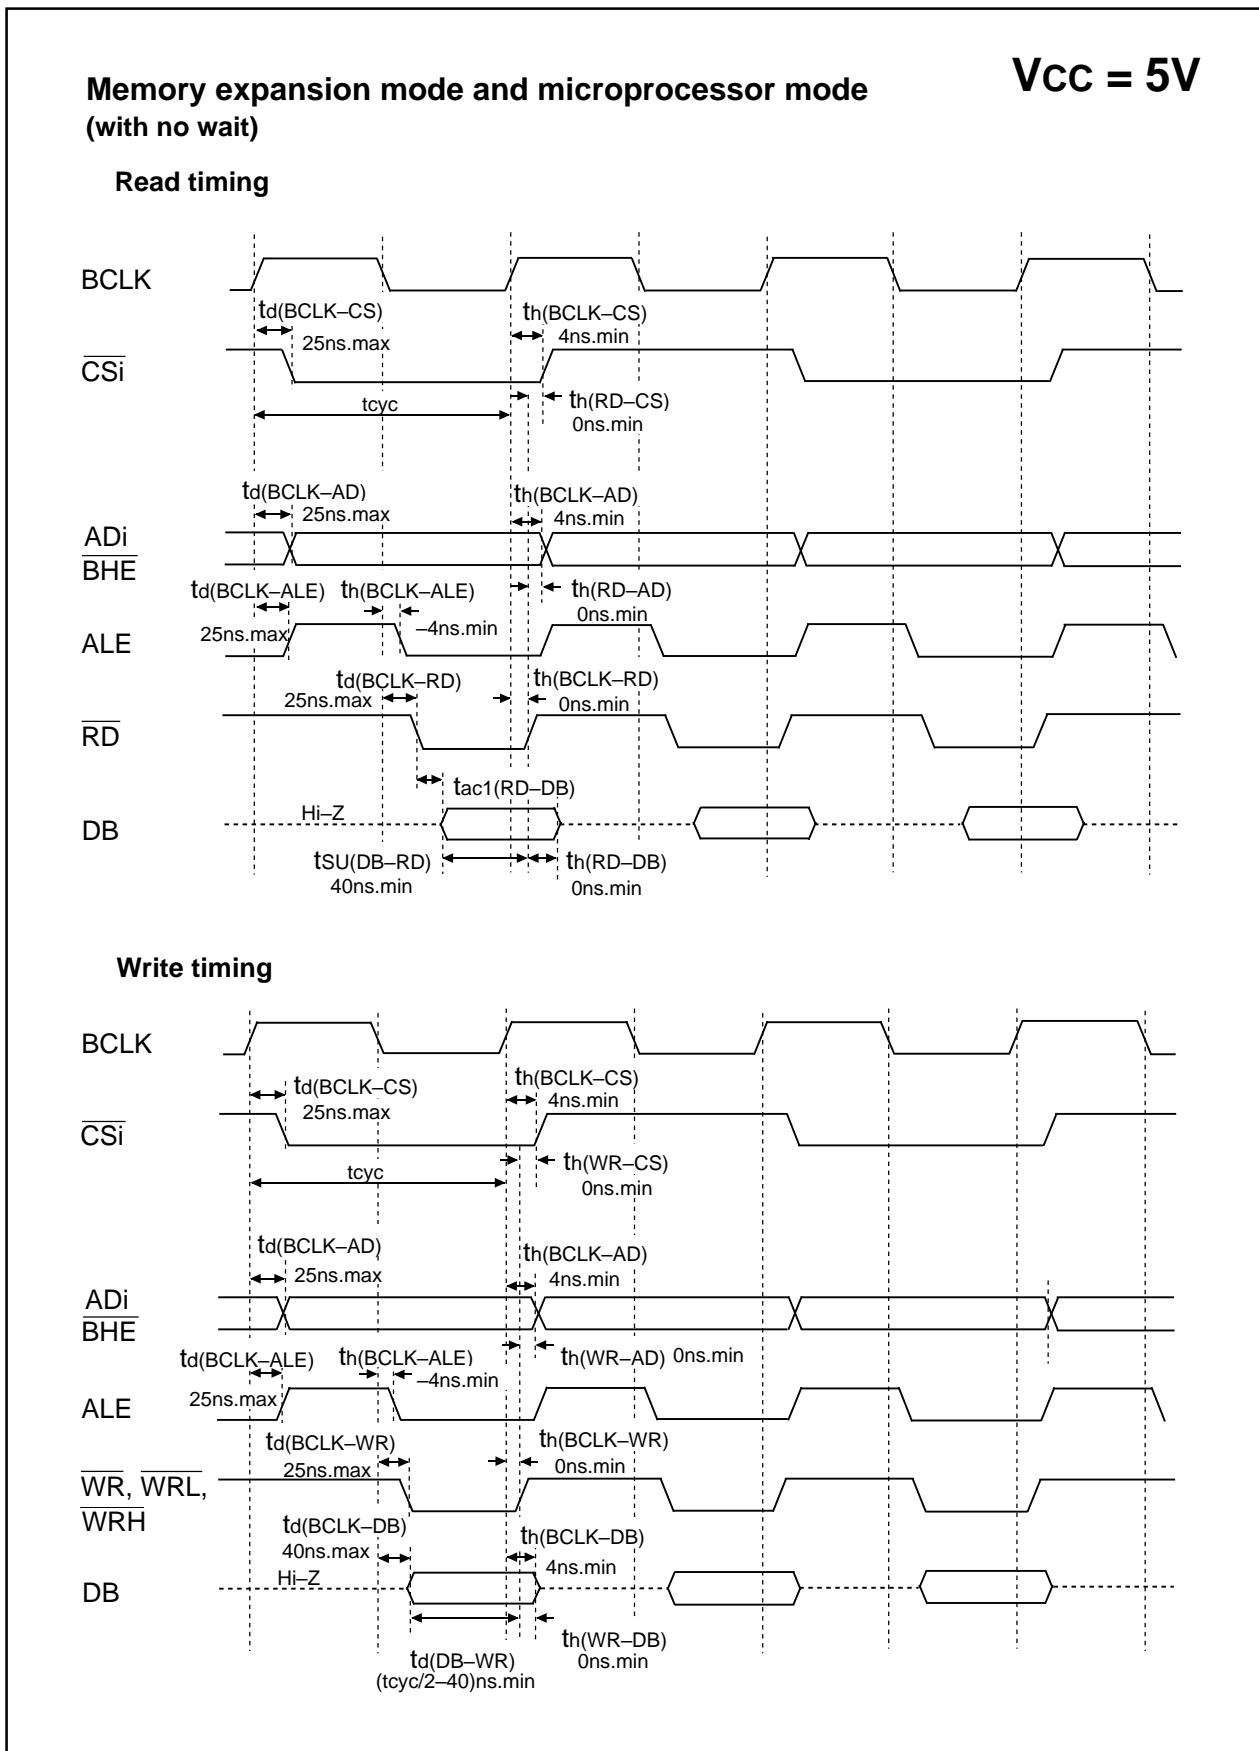 Memory expansion mode and microprocessor mode
VCC = 5V
(with no wait)
Read timing
BCLK
td(BCLK–CS)
25ns.max
th(BCLK–CS)
4ns.min
CSi
tcyc
th(RD–CS)
0ns.min
td(BCLK–AD)
25ns.max
th(BCLK–AD)
4ns.min
ADi
BHE
td(BCLK–ALE)
25ns.max
th(BCLK–ALE)
–4ns.min
th(RD–AD)
0ns.min
ALE
td(BCLK–RD)
25ns.max
th(BCLK–RD)
0ns.min
RD
tac1(RD–DB)
Hi–Z
DB
tSU(DB–RD)
40ns.min
th(RD–DB)
0ns.min
Write timing
BCLK
td(BCLK–CS)
25ns.max
th(BCLK–CS)
4ns.min
CSi
tcyc
th(WR–CS)
0ns.min
td(BCLK–AD)
25ns.max
th(BCLK–AD)
4ns.min
ADi
BHE
td(BCLK–ALE)
25ns.max
th(BCLK–ALE)
–4ns.min
th(WR–AD) 0ns.min
ALE
td(BCLK–WR)
25ns.max
th(BCLK–WR)
0ns.min
WR, WRL,
WRH
td(BCLK–DB)
40ns.max
th(BCLK–DB)
4ns.min
Hi–Z
DB
td(DB–WR)
(tcyc/2–40)ns.min
th(WR–DB)
0ns.min